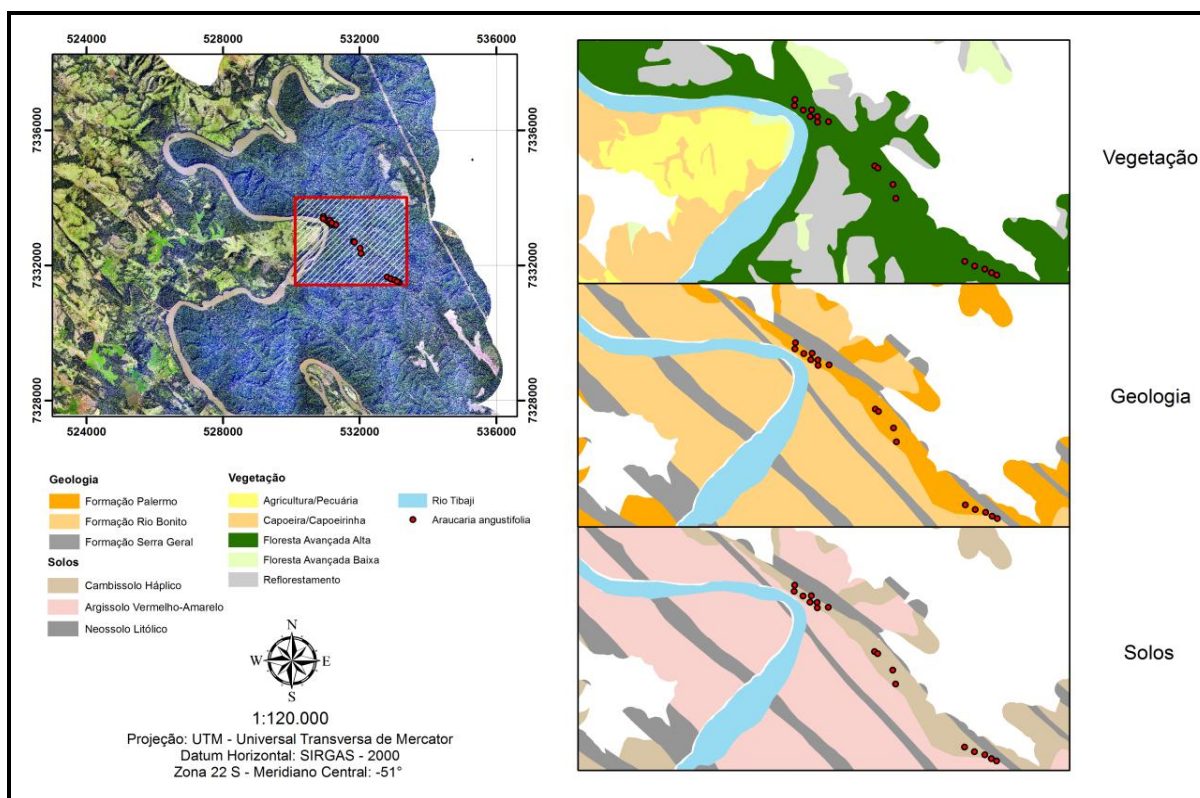 524000 528000 532000 536000
7336000 7336000
7332000 7332000
7328000 7328000
524000 528000 532000 536000
Geologia
Formação Palermo
Formação Rio Bonito
Formação Serra Geral
Solos
Cambissolo Háplico
Argissolo Vermelho-Amarelo
Neossolo Litólico
Vegetação
Agricultura/Pecuária
Capoeira/Capoeirinha
Floresta Avançada Alta
Floresta Avançada Baixa
Reflorestamento
Rio Tibaji
Araucaria angustifolia
N
W E
S
1:120.000
Projeção: UTM - Universal Transversa de Mercator
Datum Horizontal: SIRGAS - 2000
Zona 22 S - Meridiano Central: -51°
Vegetação
Geologia
Solos